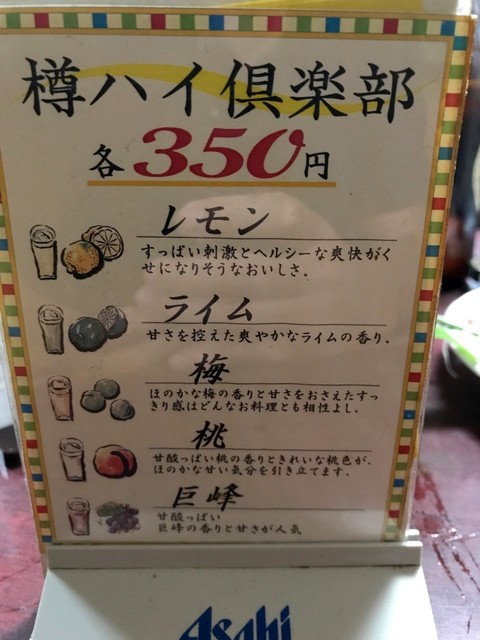 樽ハイ倶楽部
各350円
レモン
すっぱい刺激とヘルシーな爽快がく
せになりそうなおいしさ。
ライム
甘さを控えた爽やかなライムの香り、
梅
ほのかな梅の香りと甘さをおさえたすっ
きり感はどんなお料理とも相性よし。
桃
甘酸っぱい桃の香りときれいな桃色が、
ほのかな甘い気分を引き立てます。
巨峰
甘酸っぱい
巨峰の香りと甘さが人気
Asahi